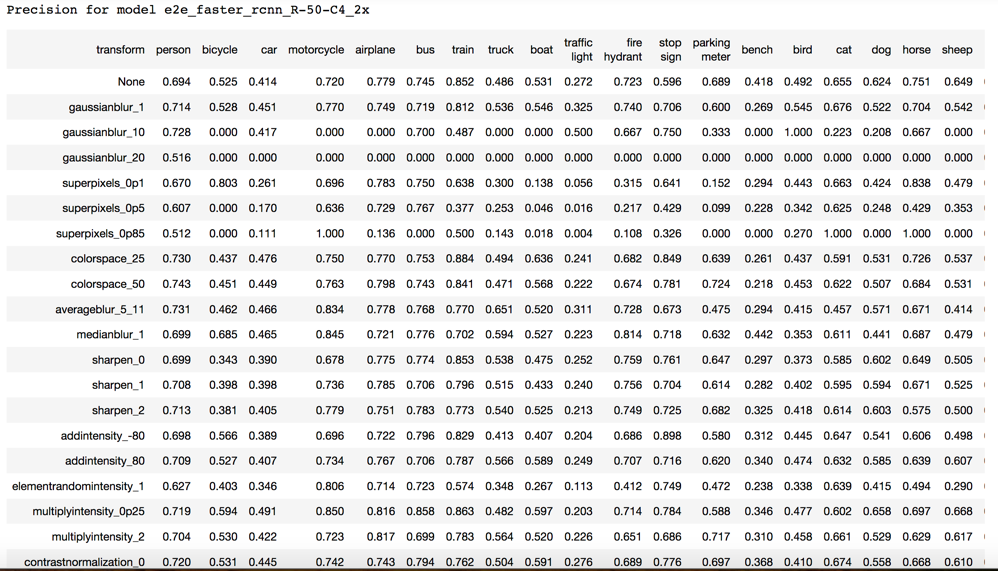 Precision for model e2e_faster_rcnn_R-50-C4_2x
transform person bicycle car motorcycle airplane bus train truck boat traffic light fire hydrant stop sign parking meter bench bird cat dog horse sheep
None 0.694 0.525 0.414 0.720 0.779 0.745 0.852 0.486 0.531 0.272 0.723 0.596 0.689 0.418 0.492 0.655 0.624 0.751 0.649
gaussianblur_1 0.714 0.528 0.451 0.770 0.749 0.719 0.812 0.536 0.546 0.325 0.740 0.706 0.600 0.269 0.545 0.676 0.522 0.704 0.542
gaussianblur_10 0.728 0.000 0.417 0.000 0.000 0.700 0.487 0.000 0.000 0.500 0.667 0.750 0.333 0.000 1.000 0.223 0.208 0.667 0.000
gaussianblur_20 0.516 0.000 0.000 0.000 0.000 0.000 0.000 0.000 0.000 0.000 0.000 0.000 0.000 0.000 0.000 0.000 0.000 0.000 0.000
superpixels_0p1 0.670 0.803 0.261 0.696 0.783 0.750 0.638 0.300 0.138 0.056 0.315 0.641 0.152 0.294 0.443 0.663 0.424 0.838 0.479
superpixels_0p5 0.607 0.000 0.170 0.636 0.729 0.767 0.377 0.253 0.046 0.016 0.217 0.429 0.099 0.228 0.342 0.625 0.248 0.429 0.353
superpixels_0p85 0.512 0.000 0.111 1.000 0.136 0.000 0.500 0.143 0.018 0.004 0.108 0.326 0.000 0.000 0.270 1.000 0.000 1.000 0.000
colorspace_25 0.730 0.437 0.476 0.750 0.770 0.753 0.884 0.494 0.636 0.241 0.682 0.849 0.639 0.261 0.437 0.591 0.531 0.726 0.537
colorspace_50 0.743 0.451 0.449 0.763 0.798 0.743 0.841 0.471 0.568 0.222 0.674 0.781 0.724 0.218 0.453 0.622 0.507 0.684 0.531
averageblur_5_11 0.731 0.462 0.466 0.834 0.778 0.768 0.770 0.651 0.520 0.311 0.728 0.673 0.475 0.294 0.415 0.457 0.571 0.671 0.414
medianblur_1 0.699 0.685 0.465 0.845 0.721 0.776 0.702 0.594 0.527 0.223 0.814 0.718 0.632 0.442 0.353 0.611 0.441 0.687 0.479
sharpen_0 0.699 0.343 0.390 0.678 0.775 0.774 0.853 0.538 0.475 0.252 0.759 0.761 0.647 0.297 0.373 0.585 0.602 0.649 0.505
sharpen_1 0.708 0.398 0.398 0.736 0.785 0.706 0.796 0.515 0.433 0.240 0.756 0.704 0.614 0.282 0.402 0.595 0.594 0.671 0.525
sharpen_2 0.713 0.381 0.405 0.779 0.751 0.783 0.773 0.540 0.525 0.213 0.749 0.725 0.682 0.325 0.418 0.614 0.603 0.575 0.500
addintensity_-80 0.698 0.566 0.389 0.696 0.722 0.796 0.829 0.413 0.407 0.204 0.686 0.898 0.580 0.312 0.445 0.647 0.541 0.606 0.498
addintensity_80 0.709 0.527 0.407 0.734 0.767 0.706 0.787 0.566 0.589 0.249 0.707 0.716 0.620 0.340 0.474 0.632 0.585 0.639 0.607
elementrandomintensity_1 0.627 0.403 0.346 0.806 0.714 0.723 0.574 0.348 0.267 0.113 0.412 0.749 0.472 0.238 0.338 0.639 0.415 0.494 0.290
multiplyintensity_0p25 0.719 0.594 0.491 0.850 0.816 0.858 0.863 0.482 0.597 0.203 0.714 0.784 0.588 0.346 0.477 0.602 0.658 0.697 0.668
multiplyintensity_2 0.704 0.530 0.422 0.723 0.817 0.699 0.783 0.564 0.520 0.226 0.651 0.686 0.717 0.310 0.458 0.661 0.529 0.629 0.617
contrastnormalization_0 0.720 0.531 0.445 0.742 0.743 0.794 0.762 0.504 0.591 0.276 0.689 0.776 0.697 0.368 0.410 0.674 0.558 0.668 0.610